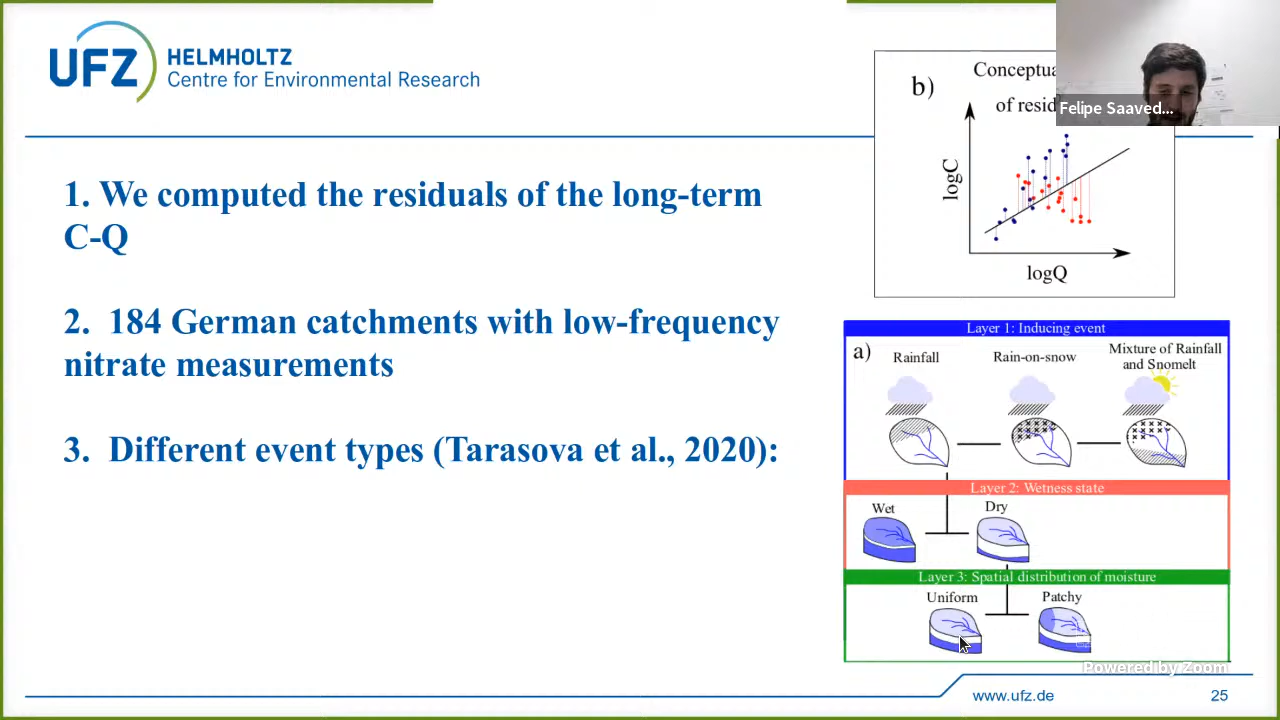 UFZ
HELMHOLTZ
Centre for Environmental Research
1. We computed the residuals of the long-term
C-Q
2. 184 German catchments with low-frequency
nitrate measurements
3. Different event types (Tarasova et al., 2020):
b)
of
logC
logQ
Felipe Saaved...
Layer 1: Inducing event
a)
Rainfall
Rain-on-snow
Mixture of Rainfall
and Snomelt
Layer 2: Wetness state
Wet
Dry
Layer 3: Spatial distribution of moisture
Uniform
Patchy
Powered by Zoom
www.ufz.de
25